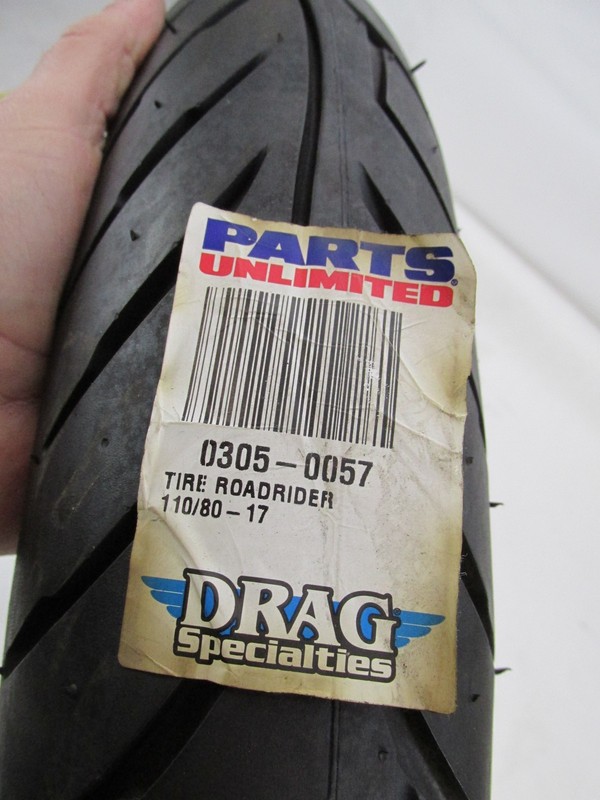 PARTS
UNLIMITED®
0305-0057
TIRE ROADRIDER
110/80-17
DRAG®
Specialties